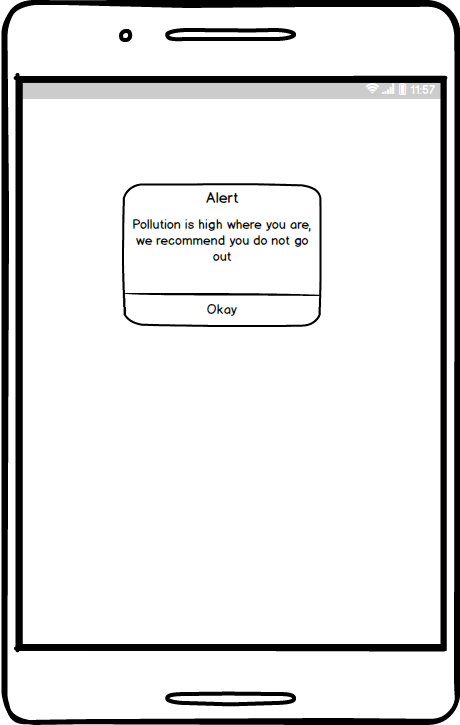 11:57
Alert
Pollution is high where you are,
we recommend you do not go
out
Okay